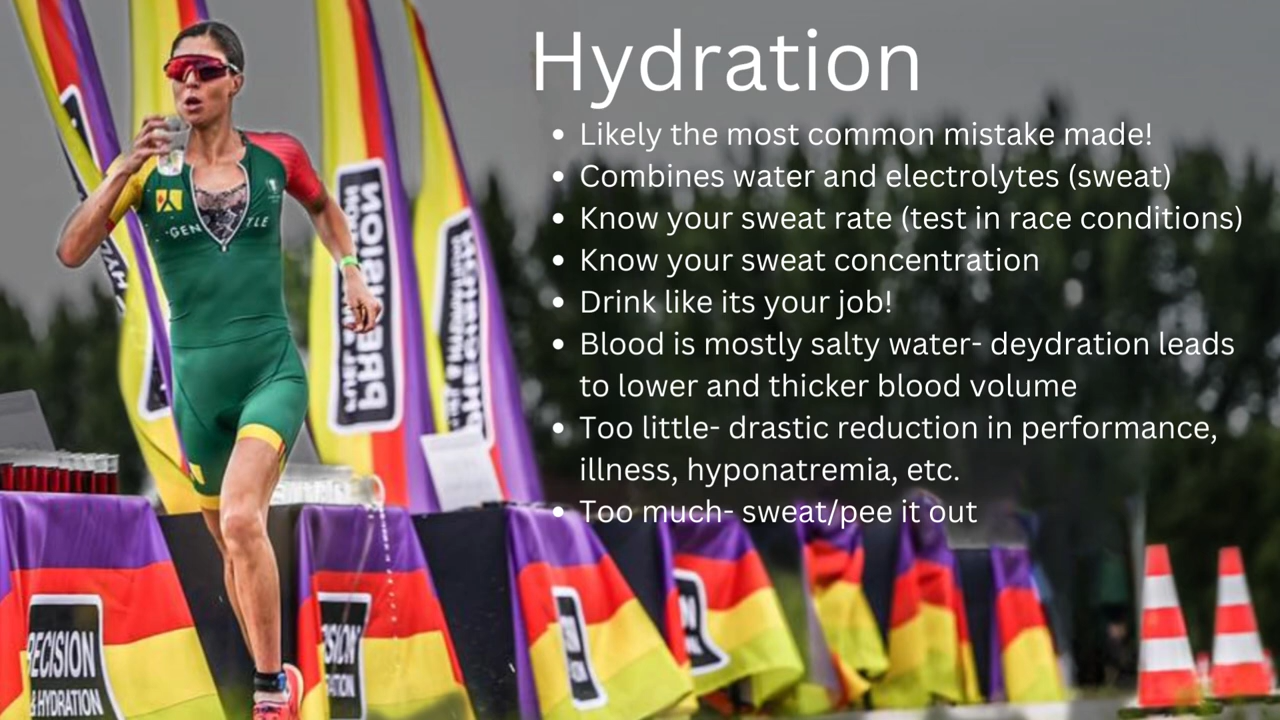 Hydration
• Likely the most common mistake made!
• Combines water and electrolytes (sweat)
• Know your sweat rate (test in race conditions)
• Know your sweat concentration
• Drink like its your job!
• Blood is mostly salty water- deydration leads
to lower and thicker blood volume
• Too little- drastic reduction in performance,
illness, hyponatremia, etc.
• Too much- sweat/pee it out
PRECISION
FUEL & HYDRATION
PRECISION
RECISION
& HYDRATION